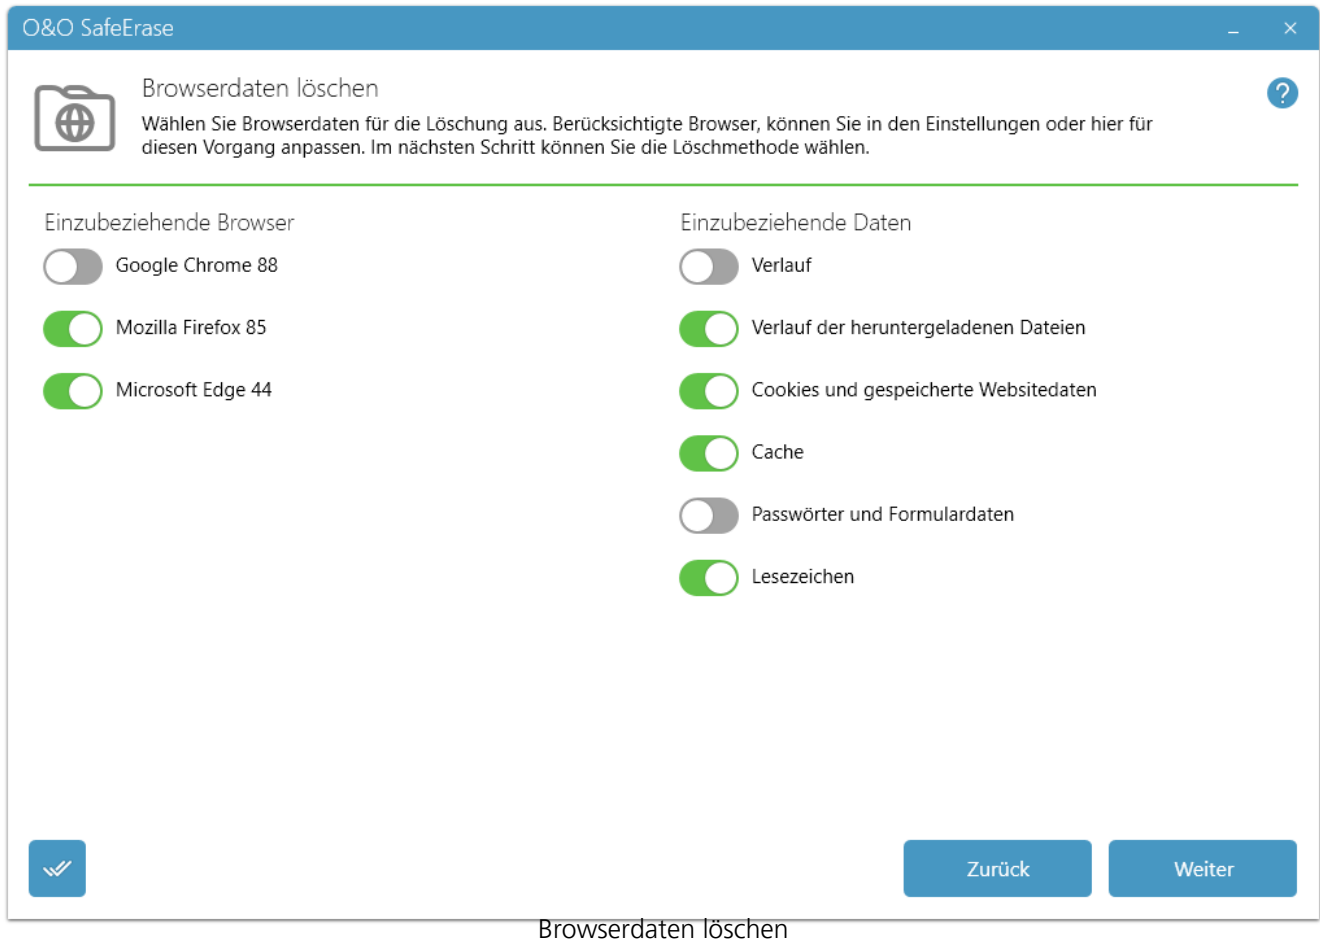 O&O SafeErase
Browserdaten löschen
Wählen Sie Browserdaten für die Löschung aus. Berücksichtigte Browser, können Sie in den Einstellungen oder hier für
diesen Vorgang anpassen. Im nächsten Schritt können Sie die Löschmethode wählen.
?
Einzubeziehende Browser
Google Chrome 88
Mozilla Firefox 85
Microsoft Edge 44
Einzubeziehende Daten
Verlauf
Verlauf der heruntergeladenen Dateien
Cookies und gespeicherte Websitedaten
Cache
Passwörter und Formulardaten
Lesezeichen
Zurück
Weiter
Browserdaten löschen